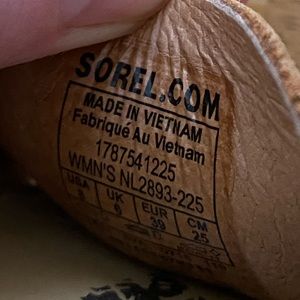 SOREL.COM
MADE IN VIETNAM
Fabriqué Au Vietnam
1787541225
WMN'S NL2893-225
USA UK EUR CM
8 6 39 25